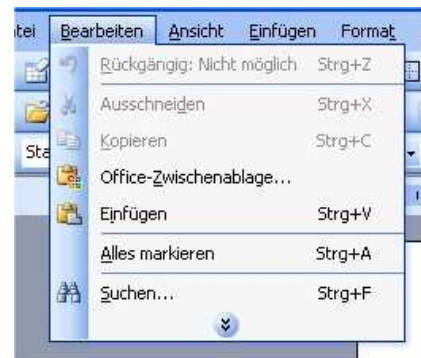 tei Bearbeiten Ansicht Einfügen Format
Rückgängig: Nicht möglich Strg+Z
Ausschneiden Strg+X
Kopieren Strg+C
Sta
Office-Zwischenablage...
Einfügen Strg+V
Alles markieren Strg+A
Suchen... Strg+F